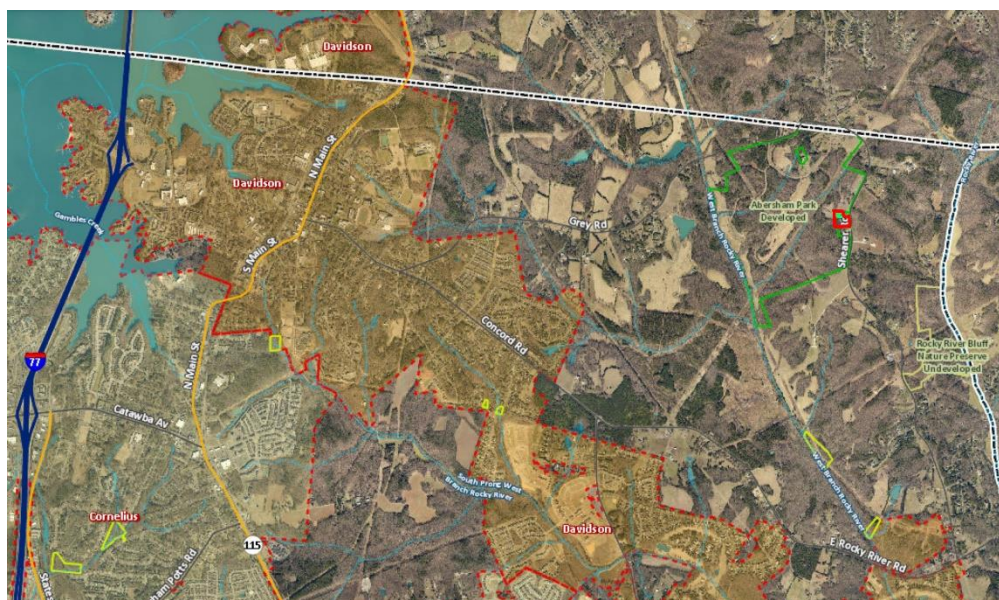 Davidson
N Main St
Davidson
Gambles Creek
S Main St
Grey Rd
Abersham Park
Developed
West Branch Rocky River
Shearer
Concord Rd
Rocky River Bluff
Nature Preserve
Undeveloped
77
N Main St
Catawba Av
West Branch Rocky River
South Prong West
Branch Rocky River
Davidson
Cornelius
115
E Rocky River Rd
Potts Rd